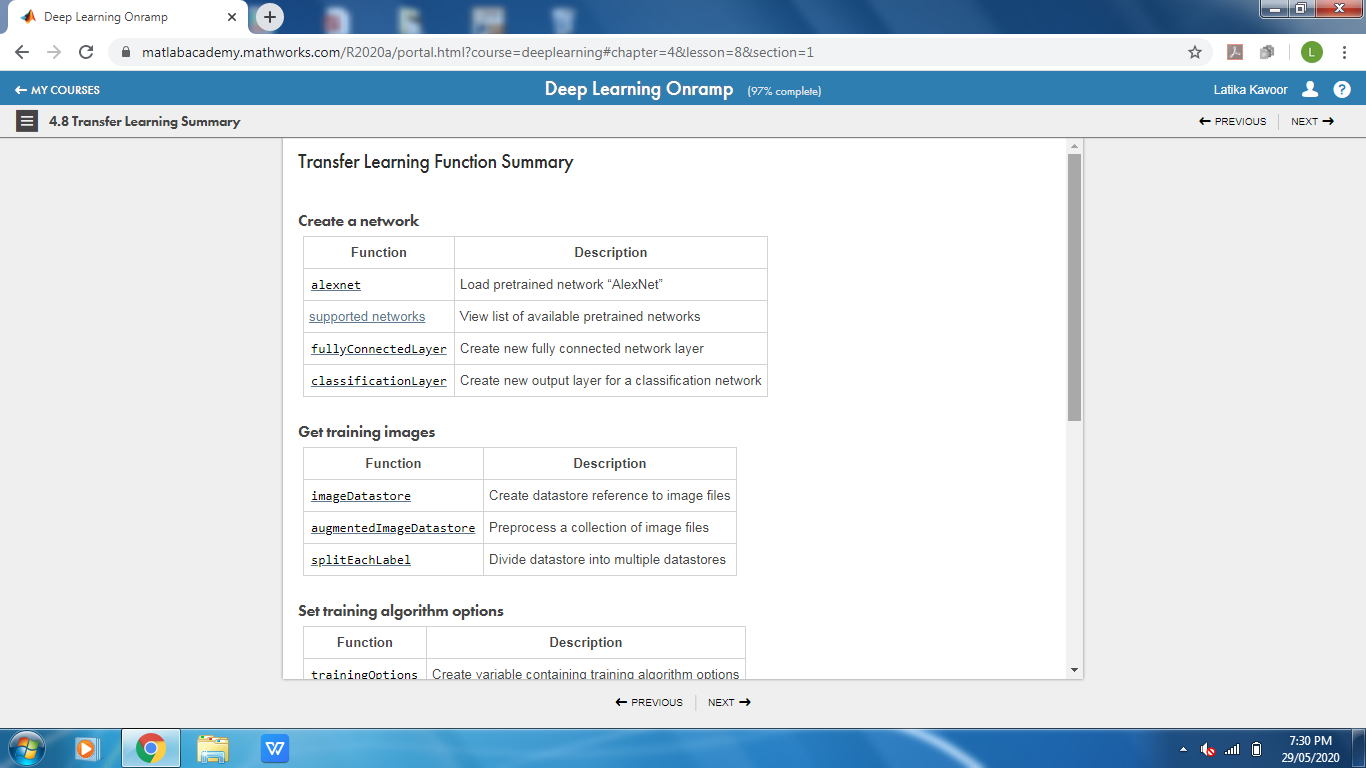 Deep Learning Onramp
matlabacademy.mathworks.com/R2020a/portal.html?course=deeplearning#chapter=4&lesson=8&section=1
L
MY COURSES
Deep Learning Onramp (97% complete)
Latika Kavoor
?
4.8 Transfer Learning Summary
PREVIOUS NEXT
Transfer Learning Function Summary
Create a network
Function Description
alexnet Load pretrained network “AlexNet”
supported networks View list of available pretrained networks
fullyConnectedLayer Create new fully connected network layer
classificationLayer Create new output layer for a classification network
Get training images
Function Description
imageDatastore Create datastore reference to image files
augmentedImageDatastore Preprocess a collection of image files
splitEachLabel Divide datastore into multiple datastores
Set training algorithm options
Function Description
trainingOptions Create variable containing training algorithm options
PREVIOUS NEXT
W
7:30 PM
29/05/2020